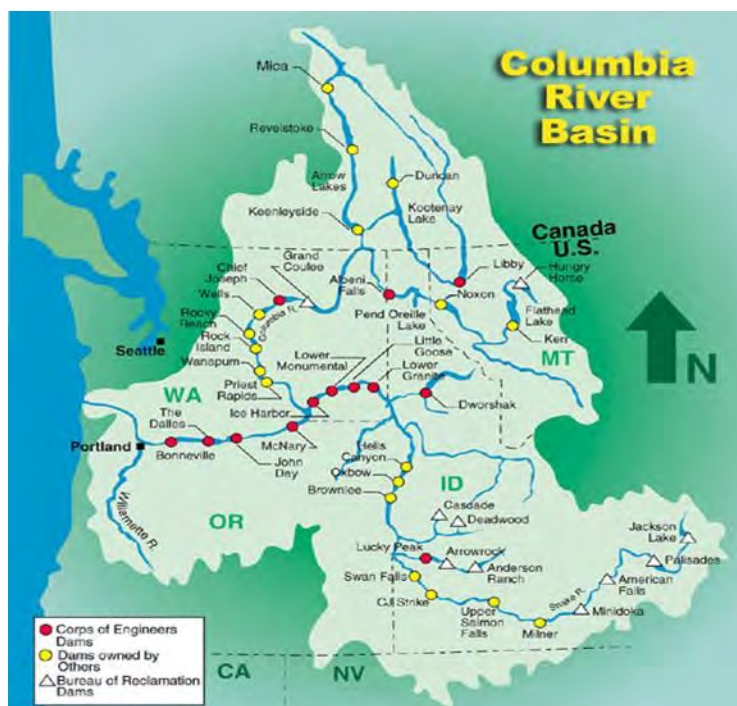 Columbia
River
Basin
Mica
Revelstoke
Arrow
Lakes
Duncan
Keenleyside
Kootenay
Lake
Canada
U.S.
Grand
Coulee
Chief
Joseph
Albeni
Falls
Libby
Hungry
Horse
Wells
Noxon
Pend Oreille
Lake
Flathead
Lake
Rocky
Reach
Columbia R.
Rock
Island
Kerr
Seattle
Little
Goose
Lower
Monumental
Lower
Granite
MT
N
Wanapum
WA
Priest
Rapids
Ice Harbor
Dworshak
The
Dalles
Portland
Bonneville
McNary
John
Day
Hells
Canyon
Oxbow
Brownlee
ID
Cascade
Deadwood
Willamette R.
OR
Jackson
Lake
Lucky Peak
Arrowrock
Palisades
Anderson
Ranch
Swan Falls
American
Falls
CJ Strike
Snake R.
Minidoka
Upper
Salmon
Falls
Milner
Corps of Engineers
Dams
Dams owned by
Others
Bureau of Reclamation
Dams
CA
NV